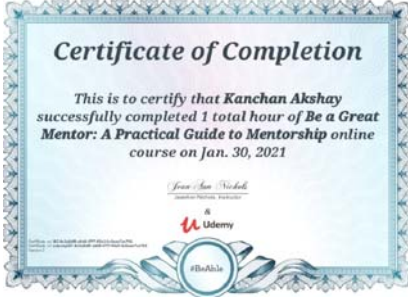 Certificate of Completion
This is to certify that Kanchan Akshay
successfully completed 1 total hour of Be a Great
Mentor: A Practical Guide to Mentorship online
course on Jan. 30, 2021
&
Udemy
#BeAble